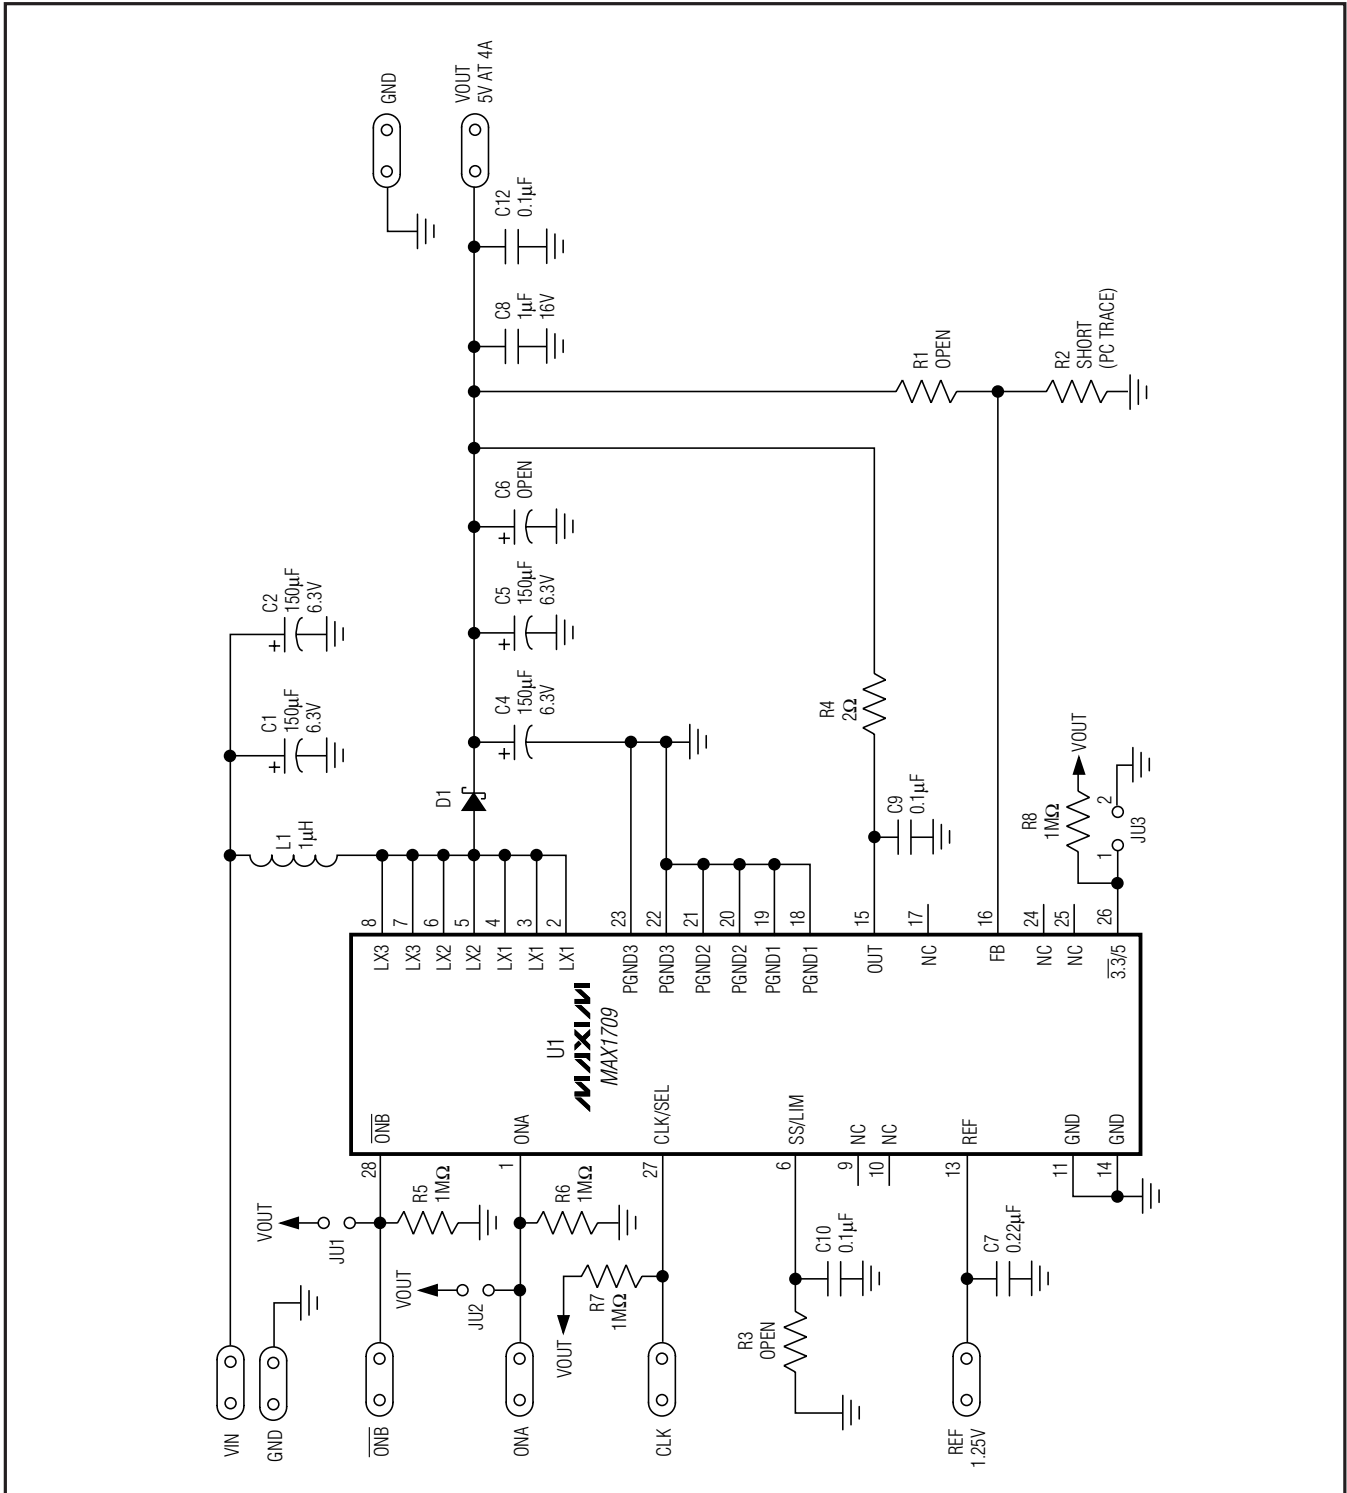 VIN
GND
C1
150µF
6.3V
C2
150µF
6.3V
L1
1µH
GND
VOUT
5V AT 4A
D1
C4
150µF
6.3V
C5
150µF
6.3V
C6
OPEN
C8
1µF
16V
C12
0.1µF
ONB
VOUT
JU1
R5
1MΩ
28
ONB
ONA
VOUT
JU2
R6
1MΩ
1
ONA
CLK
VOUT
R7
1MΩ
27
CLK/SEL
R3
OPEN
C10
0.1µF
6
SS/LIM
9
NC
10
NC
REF
1.25V
C7
0.22µF
13
REF
11
GND
14
GND
U1
MAXIM
MAX1709
LX3
8
LX3
7
LX2
6
LX2
5
LX1
4
LX1
3
LX1
2
PGND3
23
PGND3
22
PGND2
21
PGND2
20
PGND1
19
PGND1
18
OUT
15
NC
17
FB
16
NC
24
NC
25
3.3/5
26
C9
0.1µF
R4
2Ω
R1
OPEN
R2
SHORT
(PC TRACE)
R8
1MΩ
VOUT
1
2
JU3